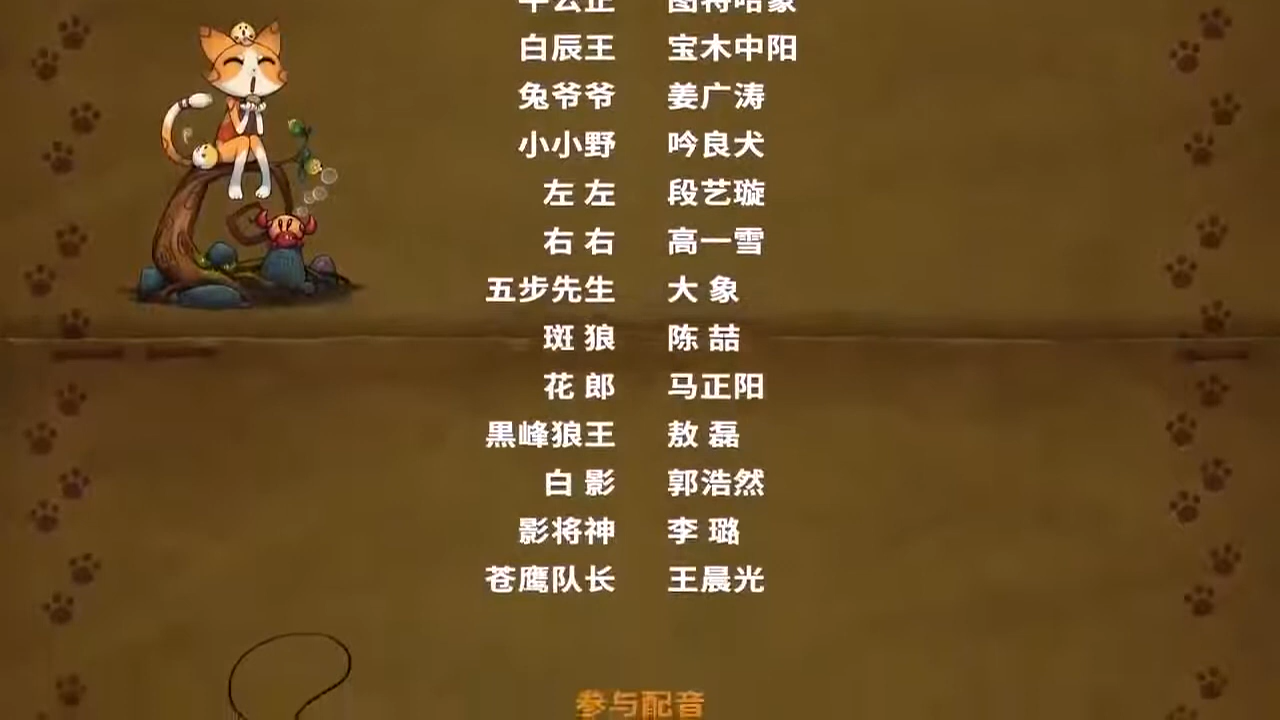 白辰王 宝木中阳
兔爷爷 姜广涛
小小野 吟良犬
左 左 段艺璇
右 右 高一雪
五步先生 大 象
斑 狼 陈 喆
花 郎 马正阳
黑峰狼王 敖 磊
白 影 郭浩然
影将神 李 璐
苍鹰队长 王晨光
参与配音